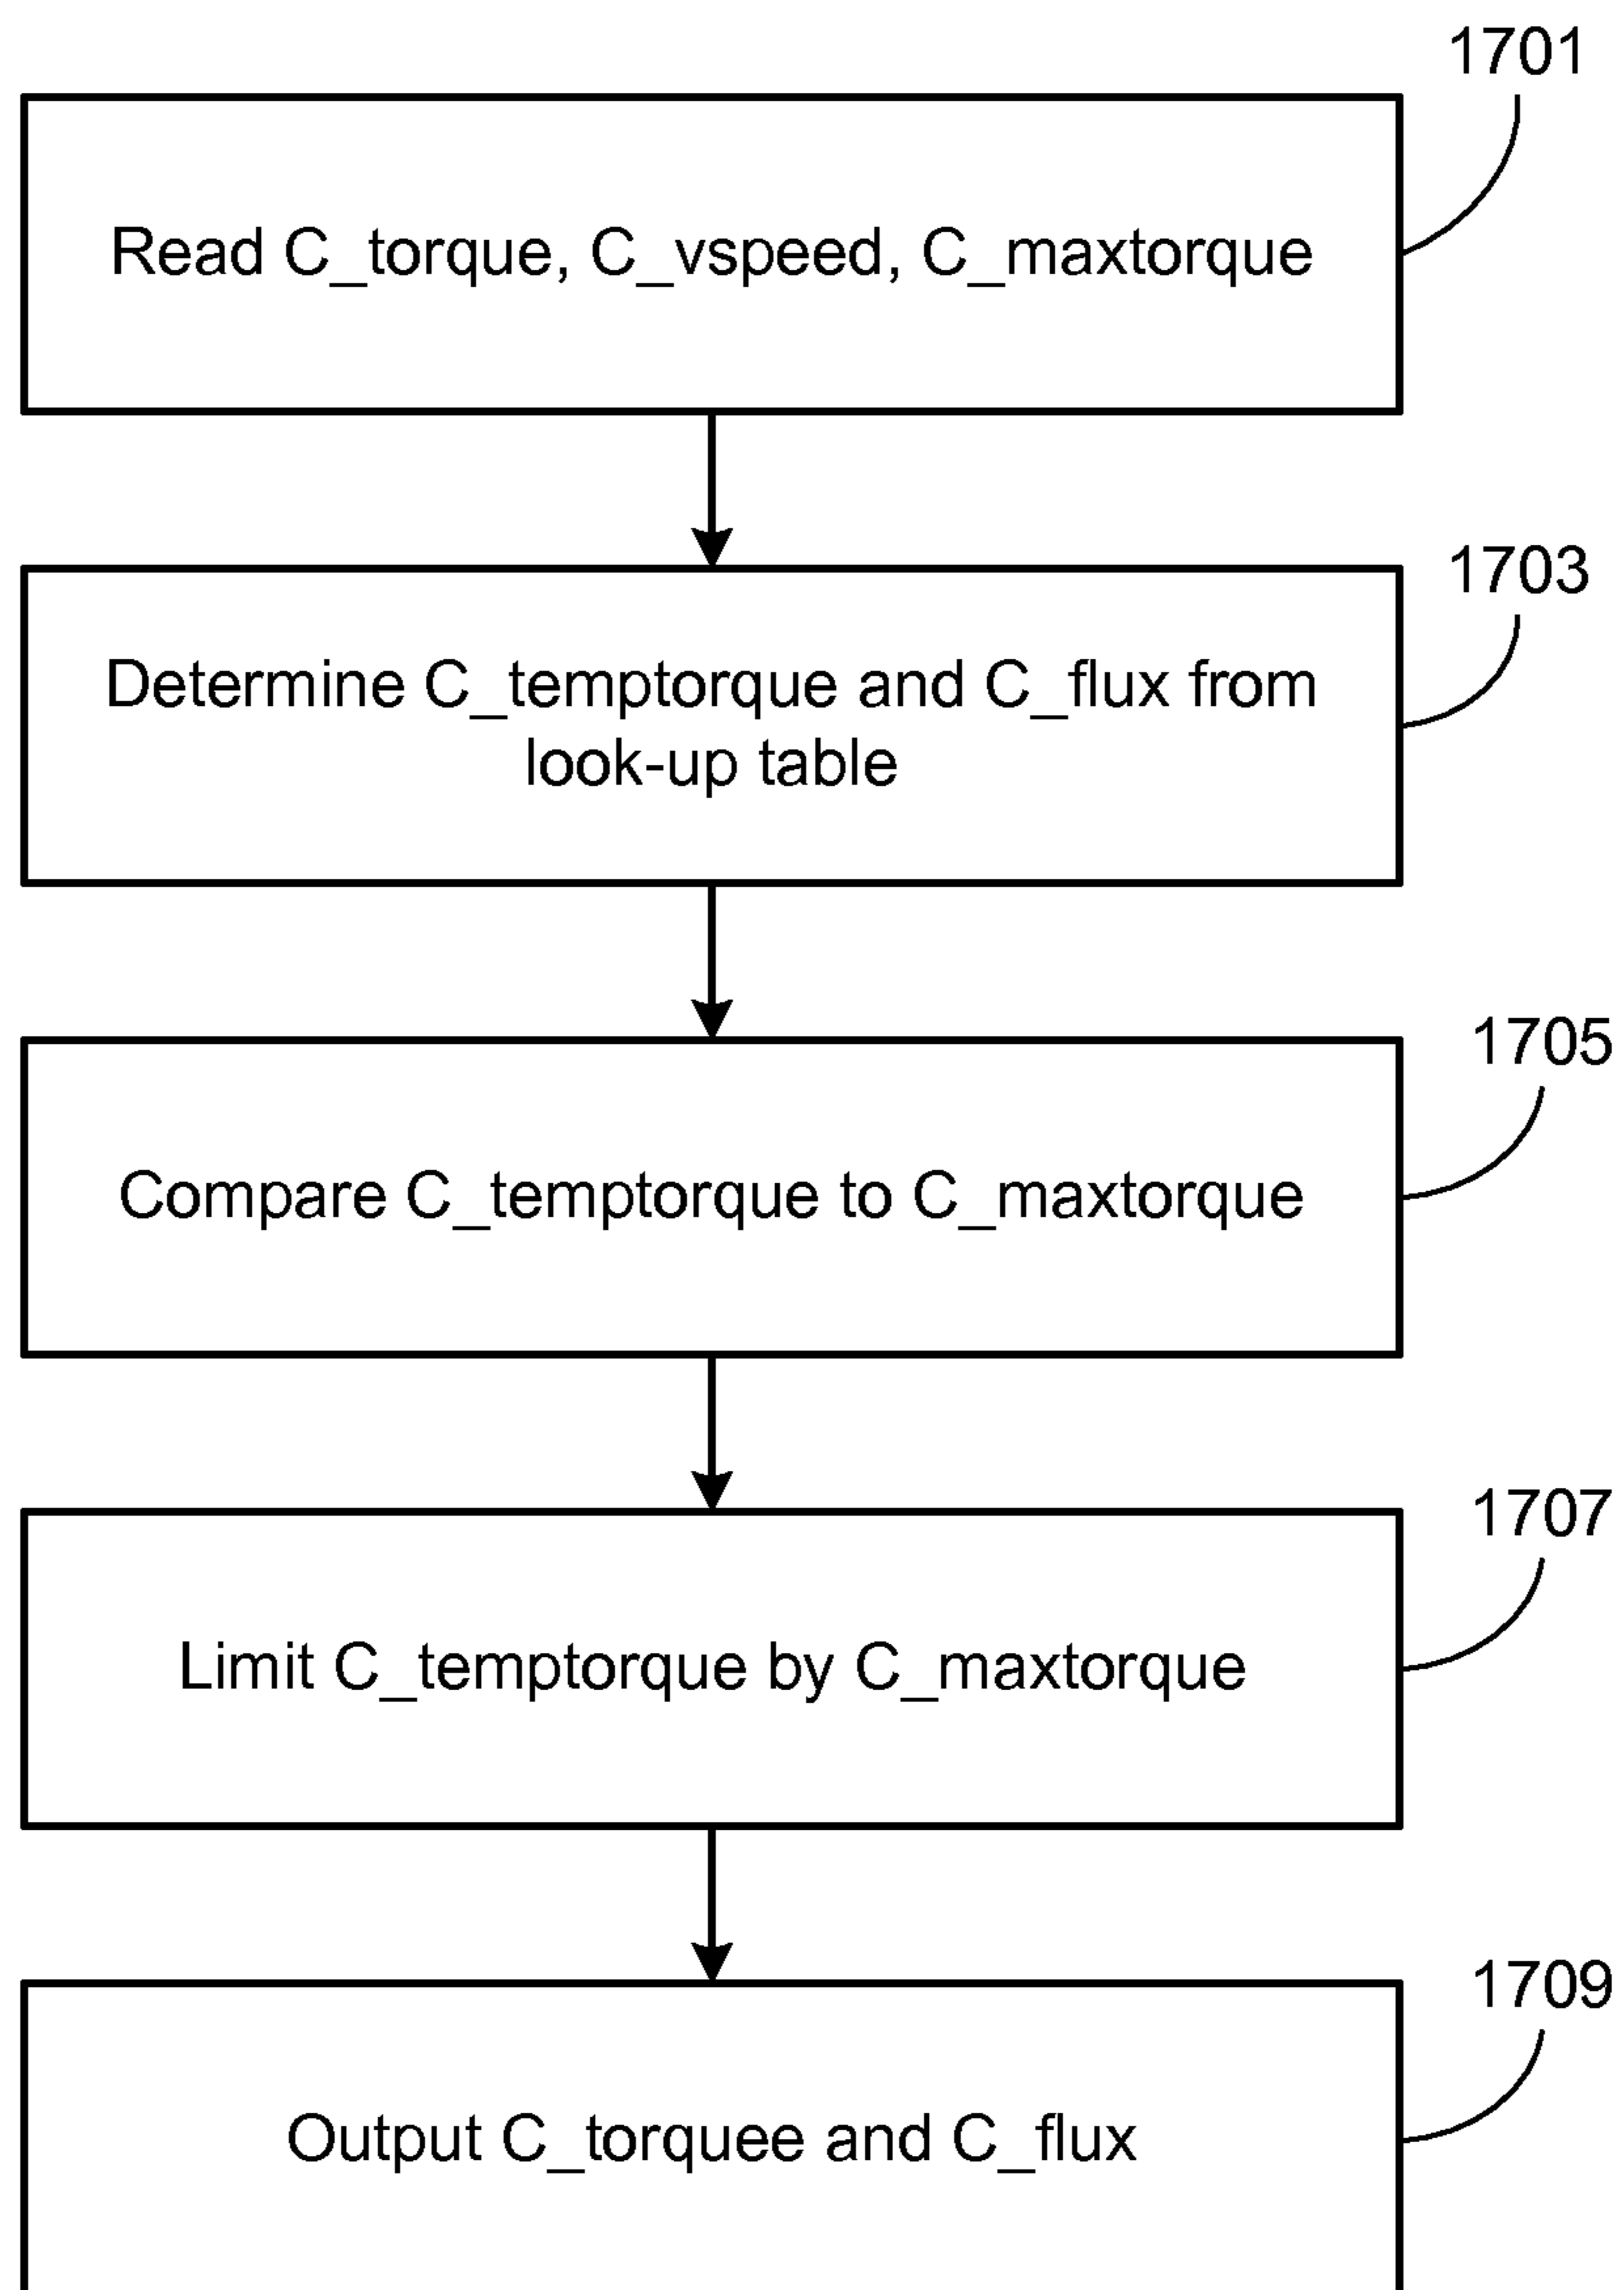 1701
Read C_torque, C_vspeed, C_maxtorque
1703
Determine C_temptorque and C_flux from
look-up table
1705
Compare C_temptorque to C_maxtorque
1707
Limit C_temptorque by C_maxtorque
1709
Output C_torquee and C_flux